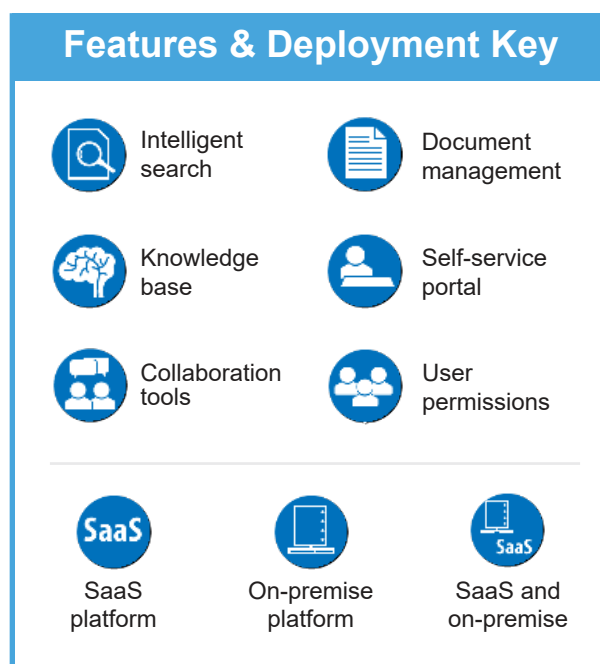 Features & Deployment Key
Intelligent
search
Document
management
Knowledge
base
Self-service
portal
Collaboration
tools
User
permissions
SaaS
SaaS
platform
On-premise
platform
SaaS
SaaS and
on-premise